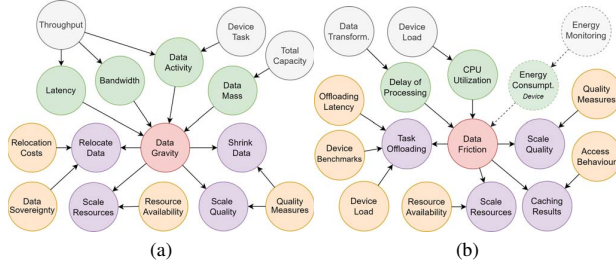 Throughput
Device
Task
Total
Capacity
Data
Activity
Bandwidth
Latency
Data
Mass
Relocation
Costs
Relocate
Data
Data
Gravity
Shrink
Data
Data
Sovereignty
Scale
Resources
Resource
Availability
Scale
Quality
Quality
Measures
(a)
Data
Transform.
Device
Load
Energy
Monitoring
CPU
Utilization
Delay of
Processing
Energy
Consumpt.
Device
Quality
Measures
Offloading
Latency
Task
Offloading
Data
Friction
Scale
Quality
Device
Benchmarks
Access
Behaviour
Device
Load
Resource
Availability
Scale
Resources
Caching
Results
(b)